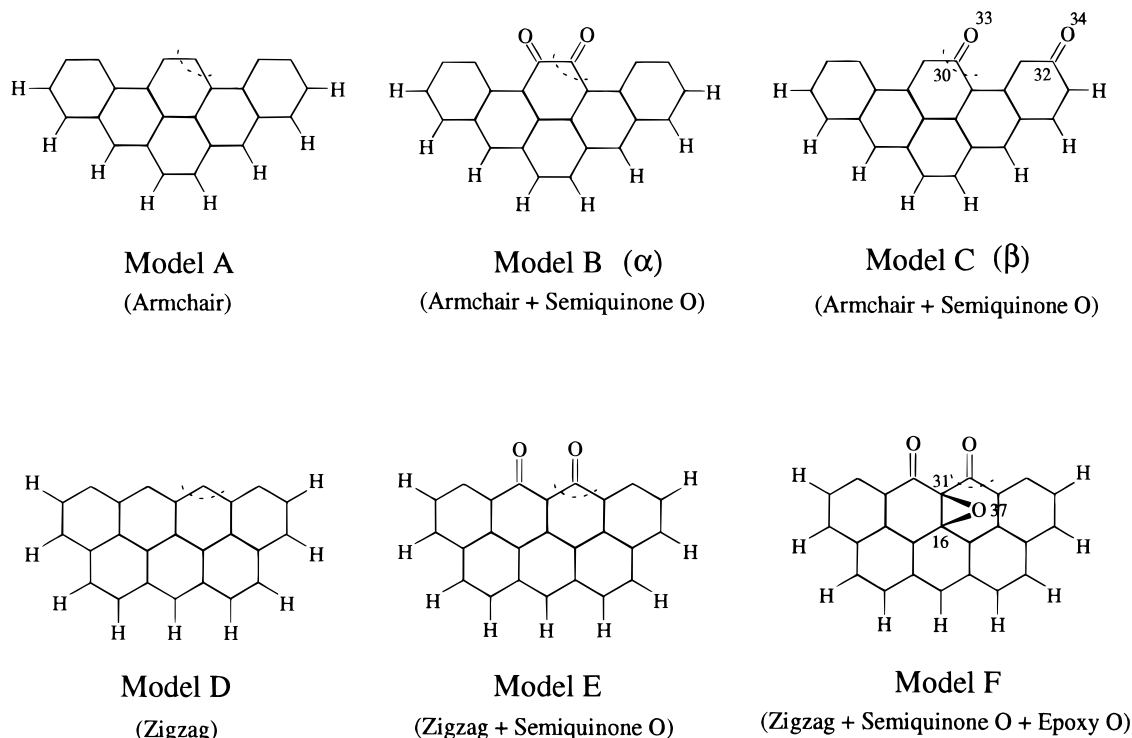 O O
O 33
O 34
30
32
H H H H H H
H H
H H H H H H
H H
H H H H H H
H H
Model A
Model B (α)
Model C (β)
(Armchair)
(Armchair + Semiquinone O)
(Armchair + Semiquinone O)
O O
O O
H H H H H H
31'
O 37
16
H H H H H H
H H H H H H
H H H H H H H H H
Model D
Model E
Model F
(Zigzag)
(Zigzag + Semiquinone O)
(Zigzag + Semiquinone O + Epoxy O)